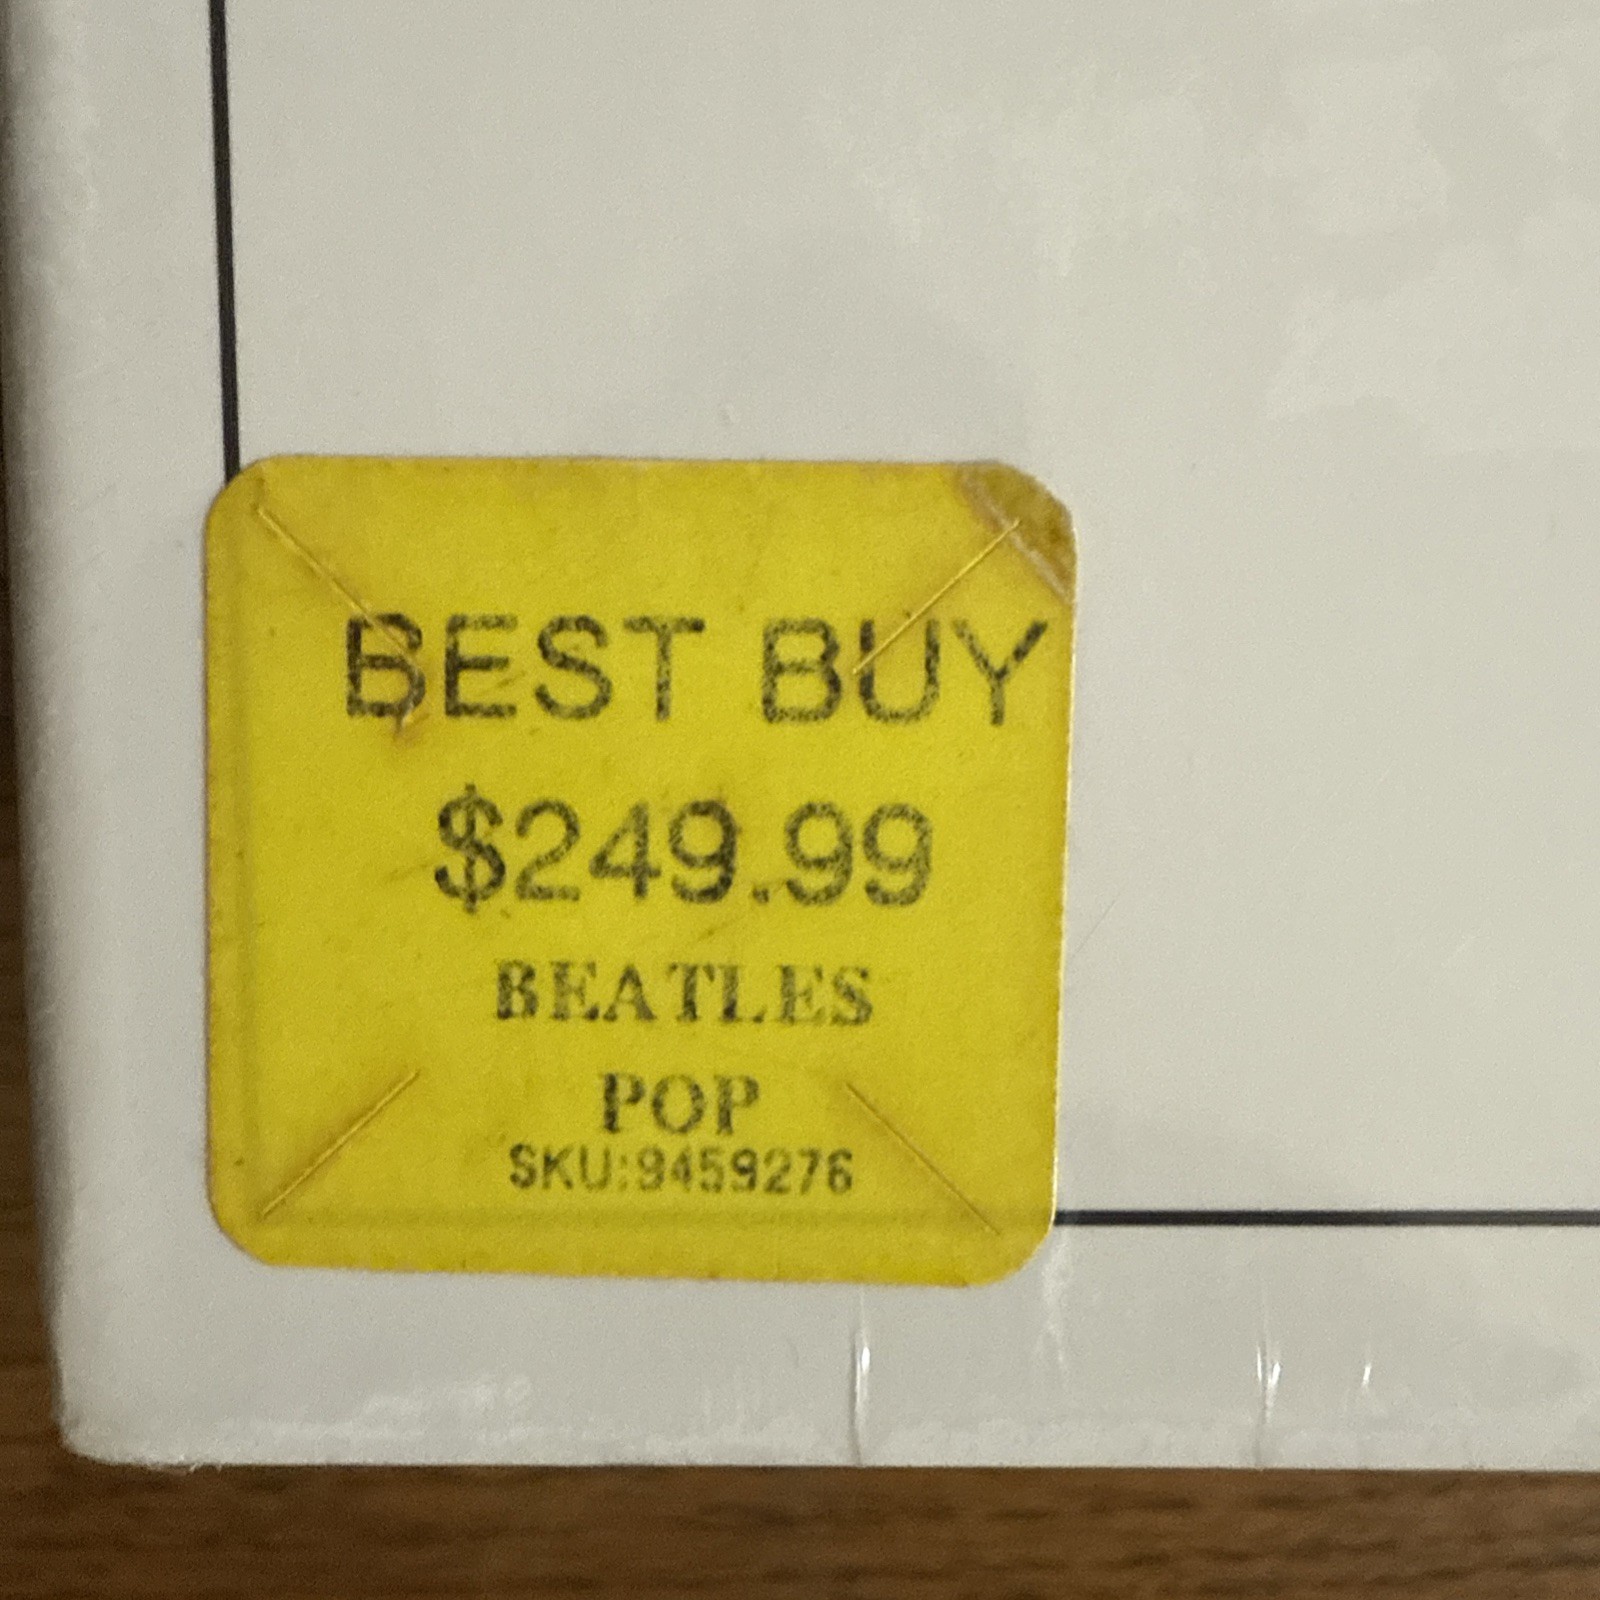 BEST BUY
$249.99
BEATLES
POP
SKU:9459276